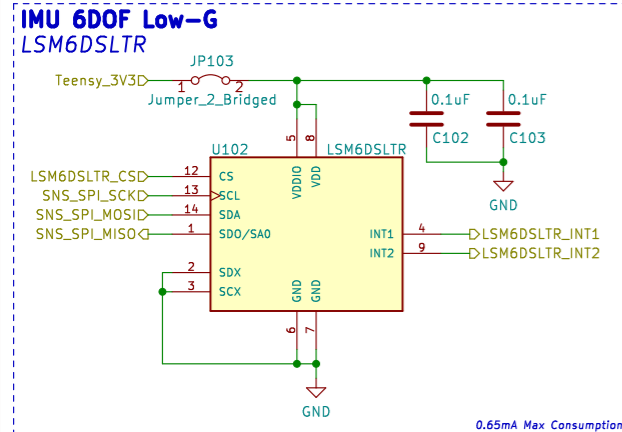 IMU 6DOF Low-G
LSM6DSLTR
JP103
Teensy_3V3
1
2
Jumper_2_Bridged
0.1uF
0.1uF
C102
C103
GND
U102
LSM6DSLTR
5
8
VDDIO
VDD
LSM6DSLTR_CS
12
CS
SNS_SPI_SCK
13
SCL
SNS_SPI_MOSI
14
SDA
SNS_SPI_MISO
1
SDO/SA0
INT1
4
LSM6DSLTR_INT1
INT2
9
LSM6DSLTR_INT2
2
SDX
3
SCX
GND
GND
6
7
GND
0.65mA Max Consumption